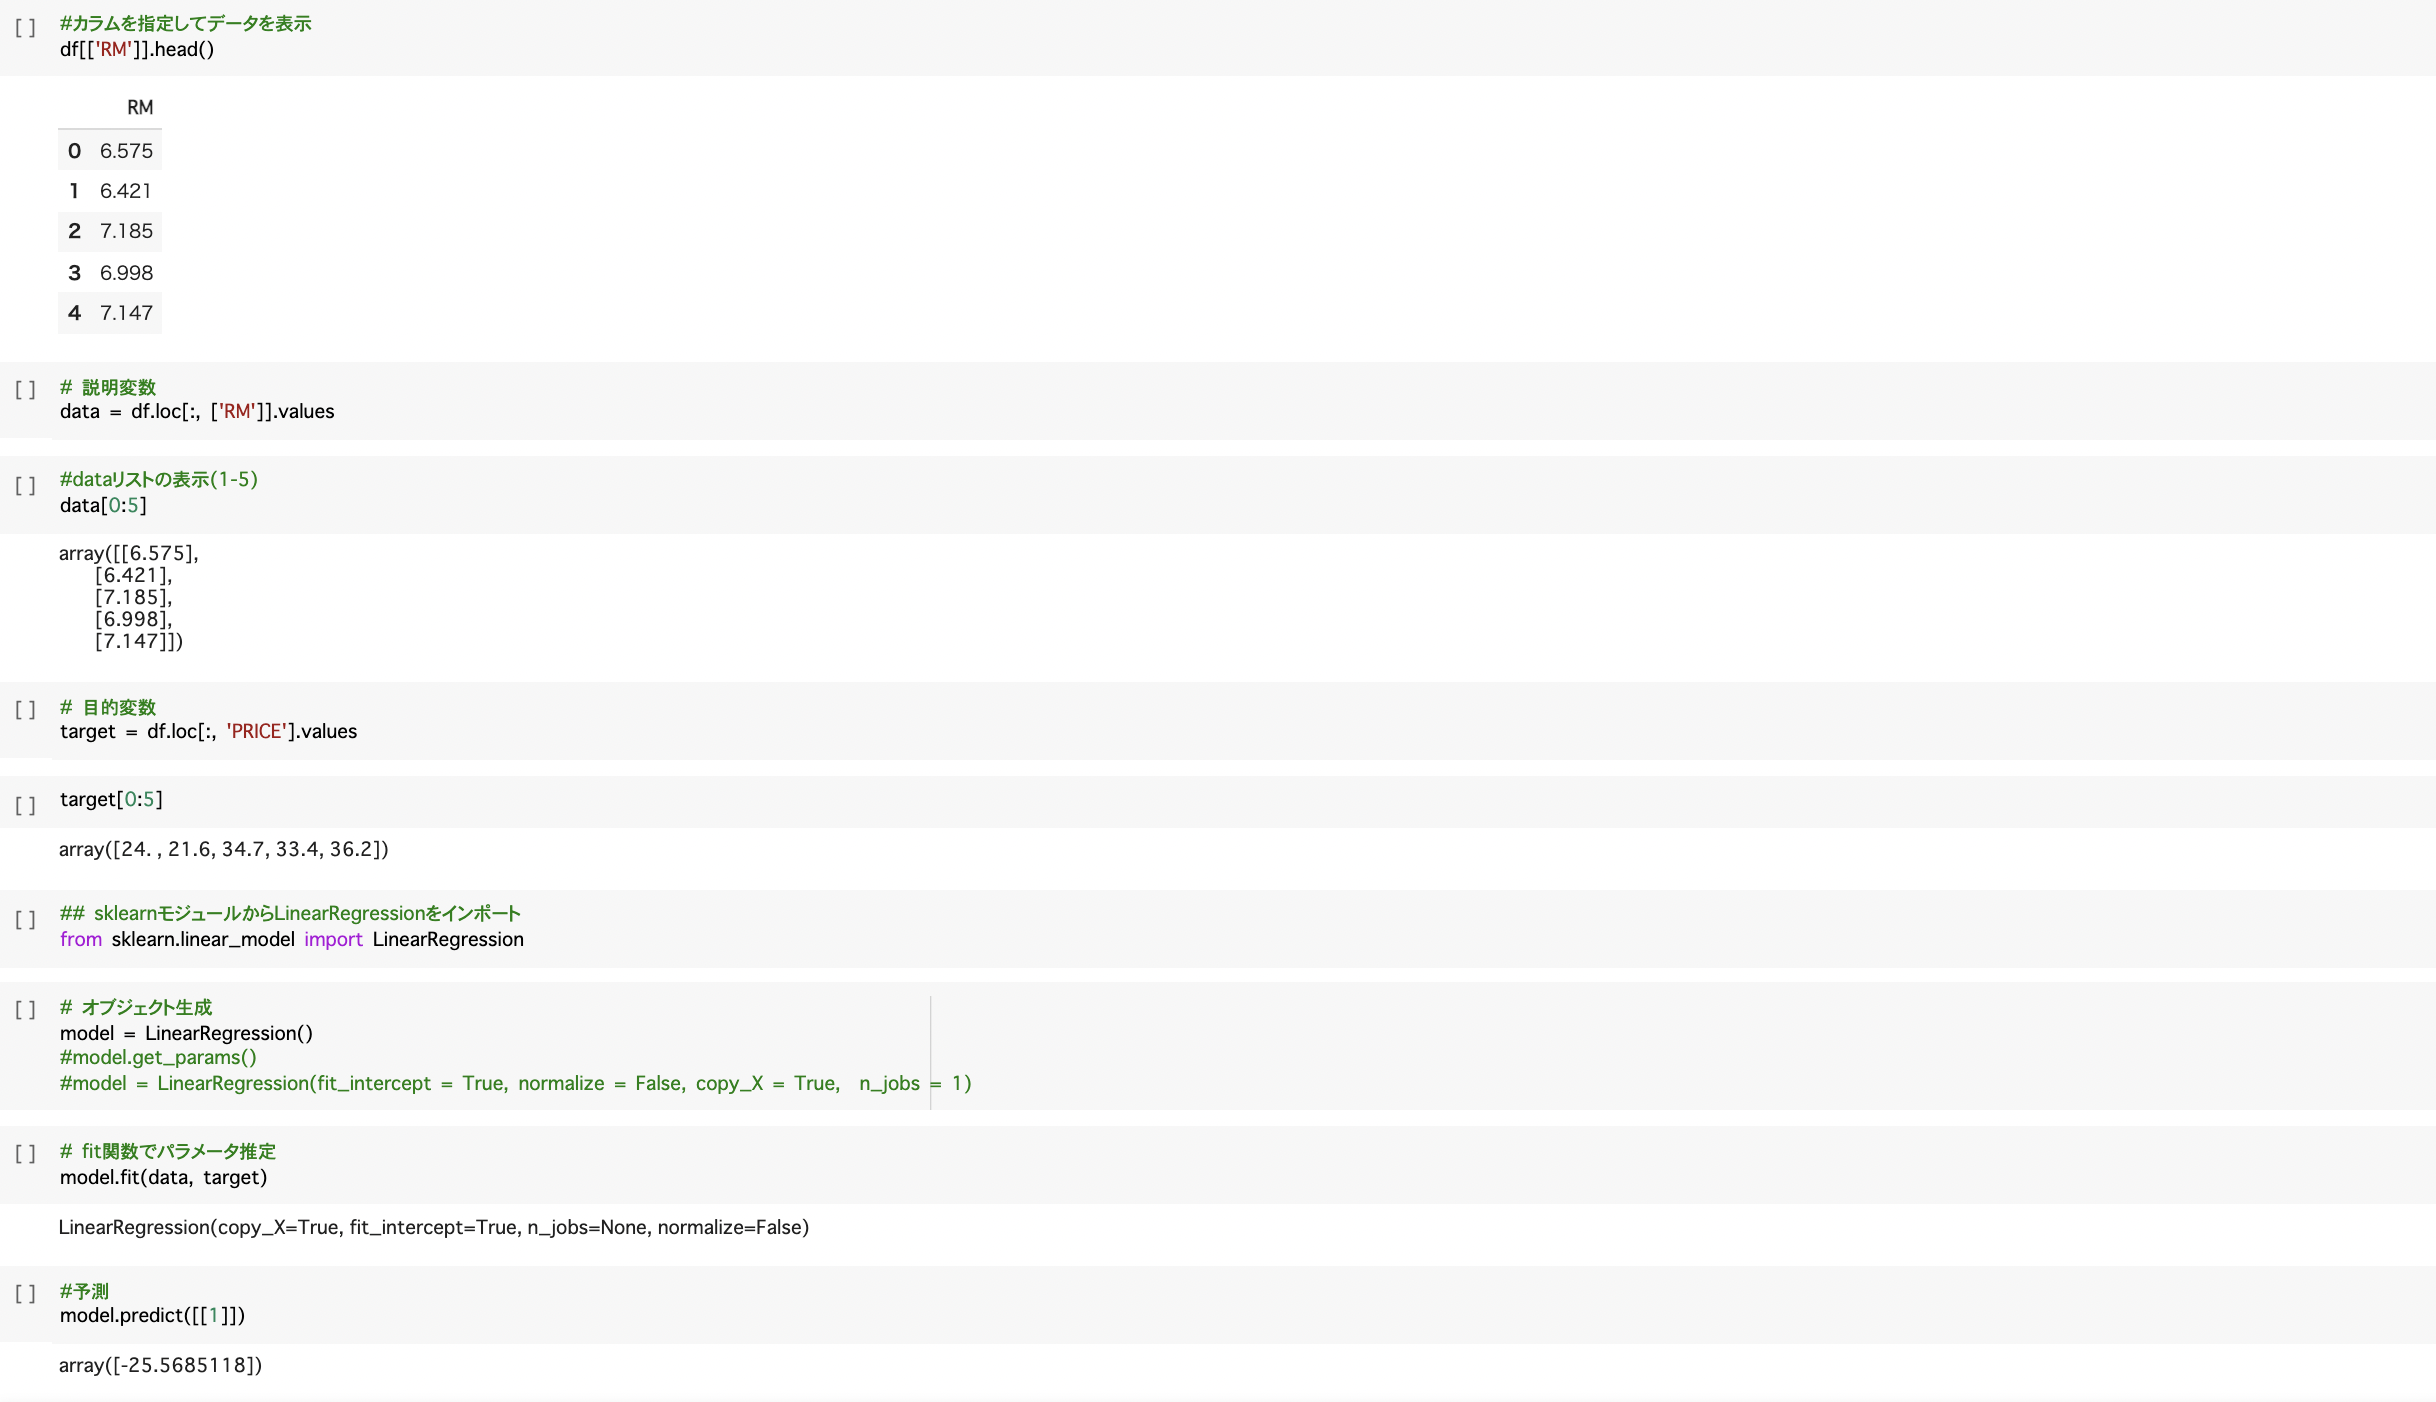 [ ] #カラムを指定してデータを表示
df[['RM']].head()
RM
0 6.575
1 6.421
2 7.185
3 6.998
4 7.147
[ ] # 説明変数
data = df.loc[:, ['RM']].values
[ ] #dataリストの表示(1-5)
data[0:5]
array([[6.575],
[6.421],
[7.185],
[6.998],
[7.147]])
[ ] # 目的変数
target = df.loc[:, 'PRICE'].values
[ ] target[0:5]
array([24. , 21.6, 34.7, 33.4, 36.2])
[ ] ## sklearnモジュールからLinearRegressionをインポート
from sklearn.linear_model import LinearRegression
[ ] # オブジェクト生成
model = LinearRegression()
#model.get_params()
#model = LinearRegression(fit_intercept = True, normalize = False, copy_X = True, n_jobs = 1)
[ ] # fit関数でパラメータ推定
model.fit(data, target)
LinearRegression(copy_X=True, fit_intercept=True, n_jobs=None, normalize=False)
[ ] #予測
model.predict([[1]])
array([-25.5685118])